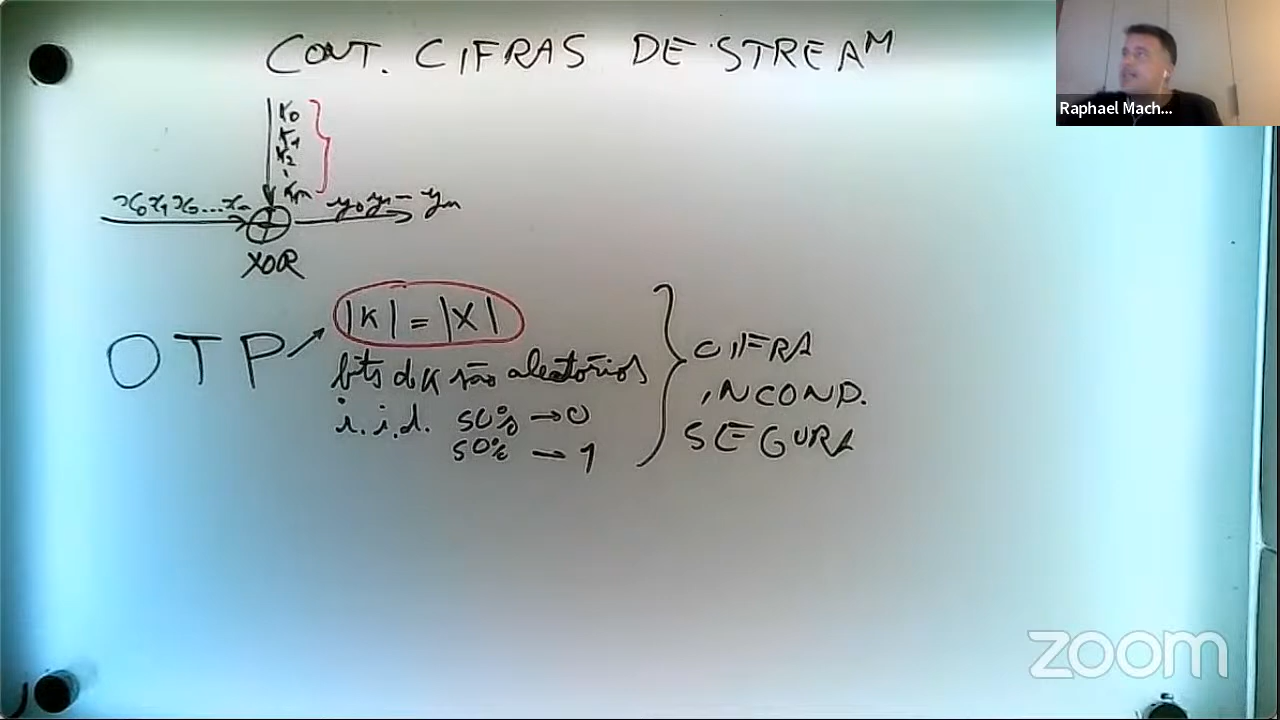 CONT. CIFRAS DE STREAM
Raphael Mach...
K0
K1
K2
⋮
Kn
x0 x1 x2 ... xn
y0 y1 — yn
XOR
OTP
|K| = |X|
bits de K são aleatórios
i.i.d. 50% → 0
50% → 1
CIFRA
INCOND.
SEGURA
zoom